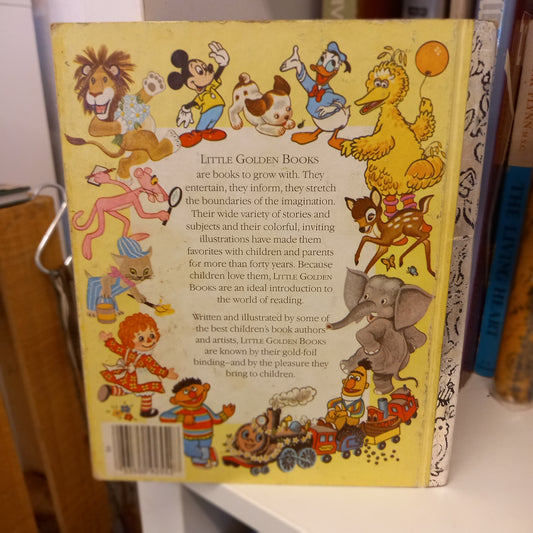 LITTLE GOLDEN BOOKS
are books to grow with. They
entertain, they inform, they stretch
the boundaries of the imagination.
Their wide variety of stories and
subjects and their colorful, inviting
illustrations have made them
favorites with children and parents
for more than forty years. Because
children love them, LITTLE GOLDEN
BOOKS are an ideal introduction to
the world of reading.
Written and illustrated by some of
the best children's book authors
and artists, LITTLE GOLDEN BOOKS
are known by their gold-foil
binding—and by the pleasure they
bring to children.
THE LIVING HEART